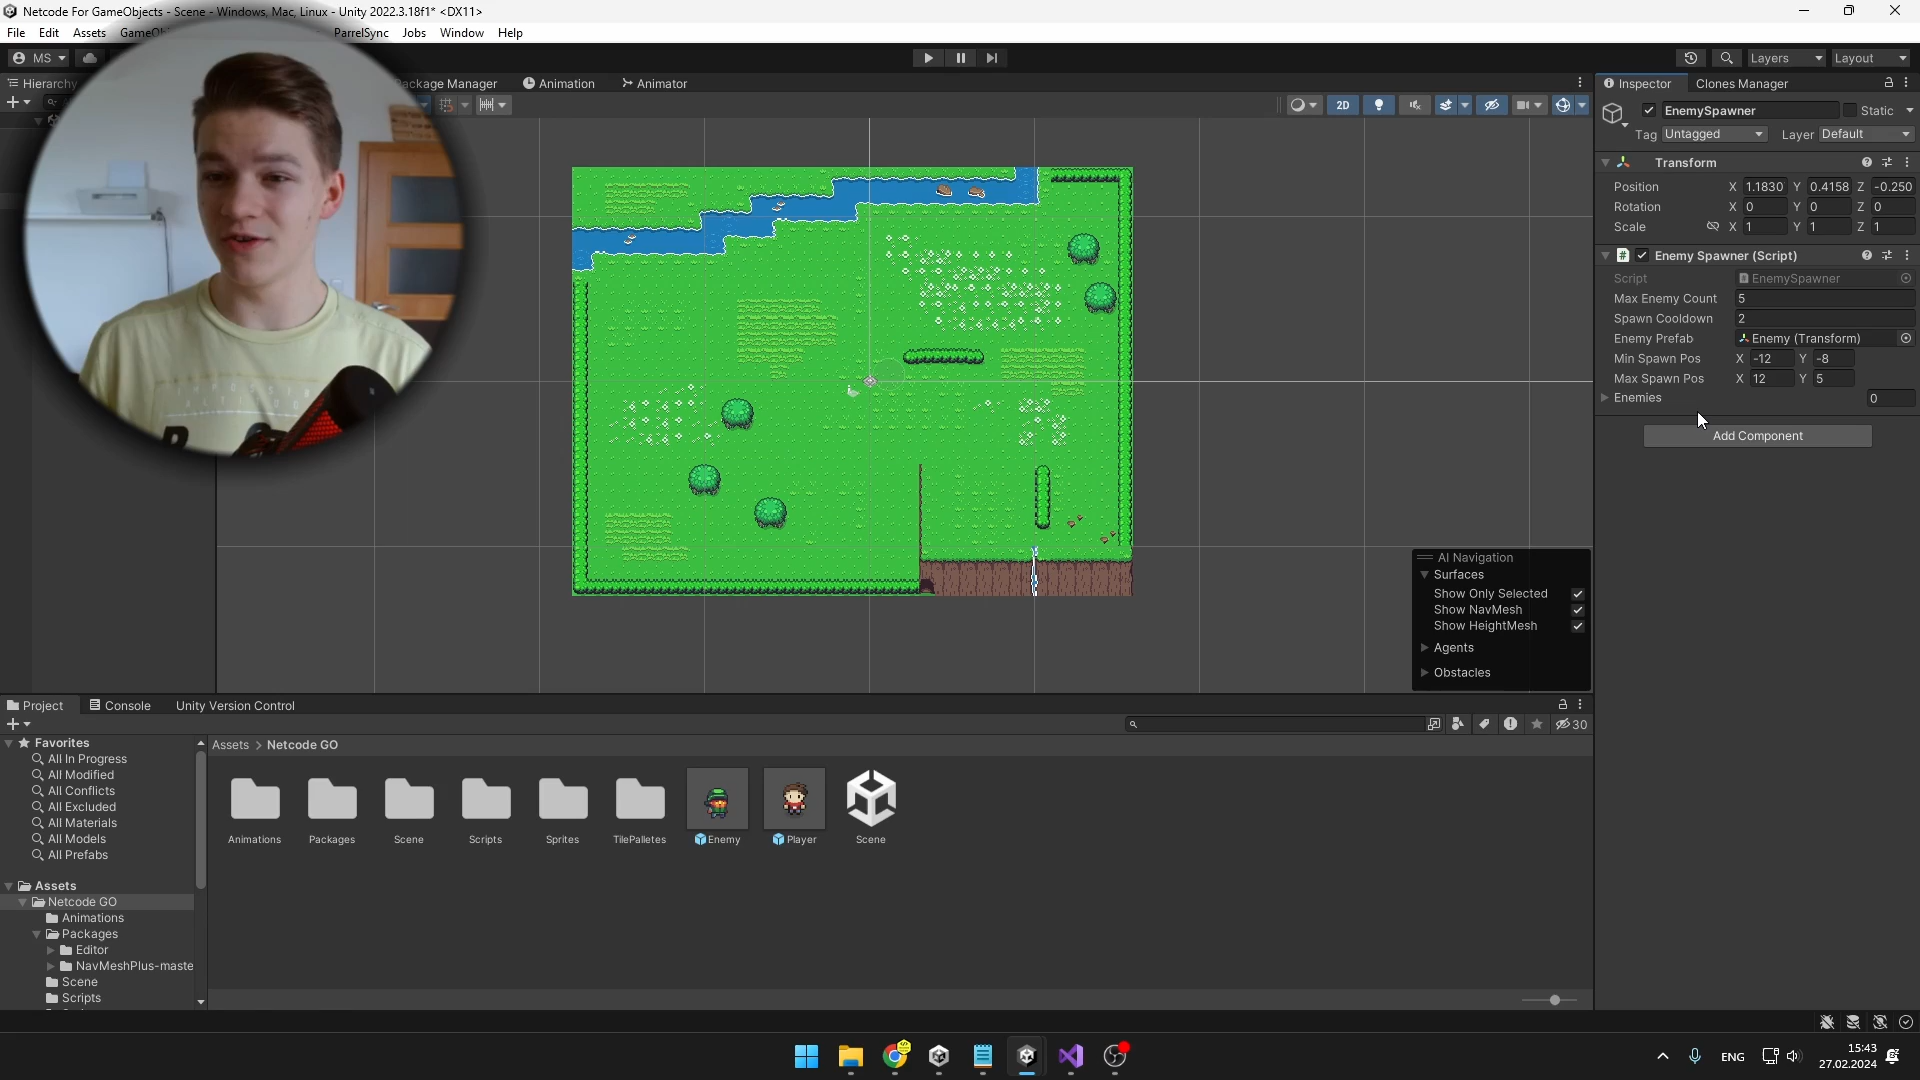 Netcode For GameObjects - Scene - Windows, Mac, Linux - Unity 2022.3.18f1* <DX11>
File Edit Assets GameOb ParrelSync Jobs Window Help
MS Layers Layout
Hierarchy Package Manager Animation Animator Inspector Clones Manager
2D
EnemySpawner Static
Tag Untagged Layer Default
Transform
Position X 1.1830 Y 0.4158 Z -0.250
Rotation X 0 Y 0 Z 0
Scale X 1 Y 1 Z 1
# Enemy Spawner (Script)
Script EnemySpawner
Max Enemy Count 5
Spawn Cooldown 2
Enemy Prefab Enemy (Transform)
Min Spawn Pos X -12 Y -8
Max Spawn Pos X 12 Y 5
Enemies 0
Add Component
AI Navigation
Surfaces
Show Only Selected
Show NavMesh
Show HeightMesh
Agents
Obstacles
Project Console Unity Version Control
30
Favorites
All In Progress
All Modified
All Conflicts
All Excluded
All Materials
All Models
All Prefabs
Assets
Netcode GO
Animations
Packages
Editor
NavMeshPlus-maste
Scene
Scripts
Assets > Netcode GO
Animations Packages Scene Scripts Sprites TilePalletes Enemy Player Scene
ENG
15:43
27.02.2024